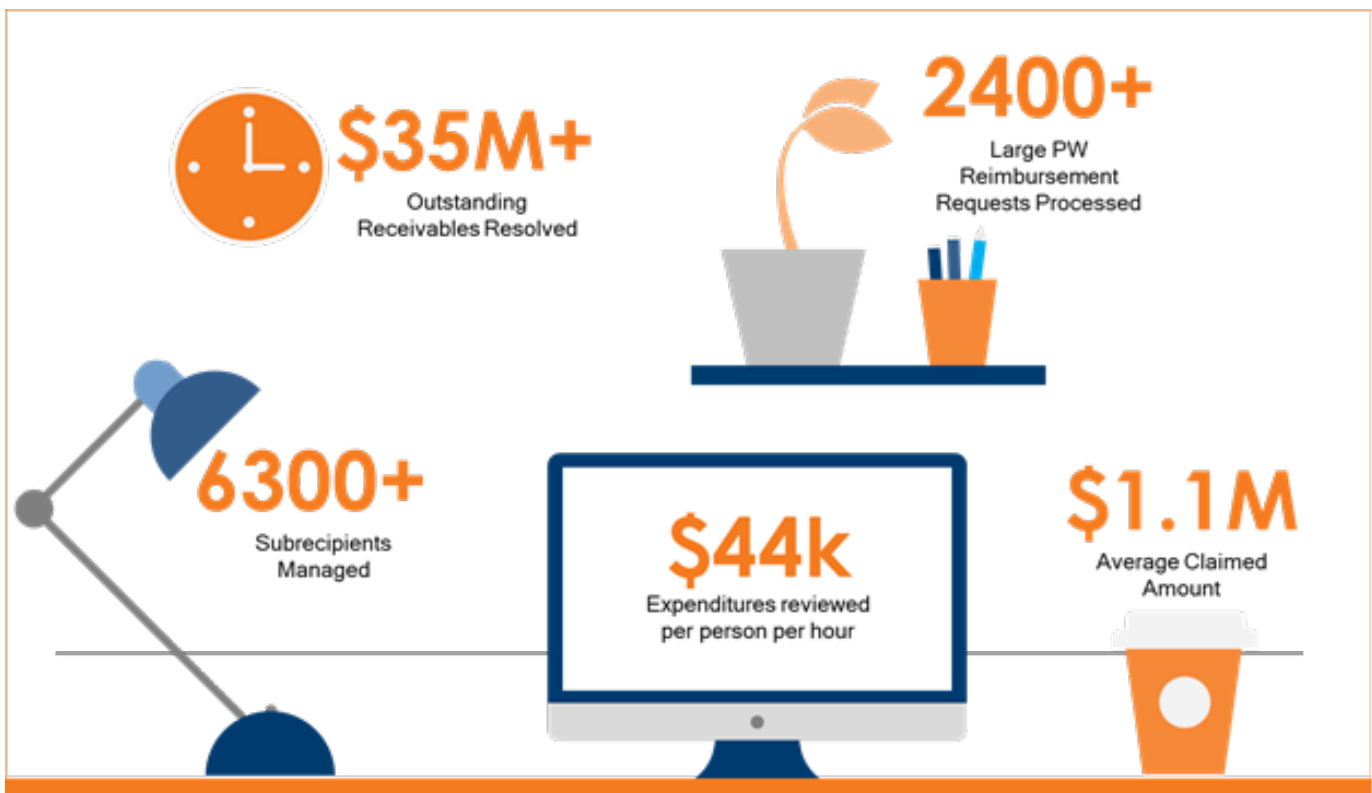 $35M+
Outstanding
Receivables Resolved
2400+
Large PW
Reimbursement
Requests Processed
6300+
Subrecipients
Managed
$44k
Expenditures reviewed
per person per hour
$1.1M
Average Claimed
Amount